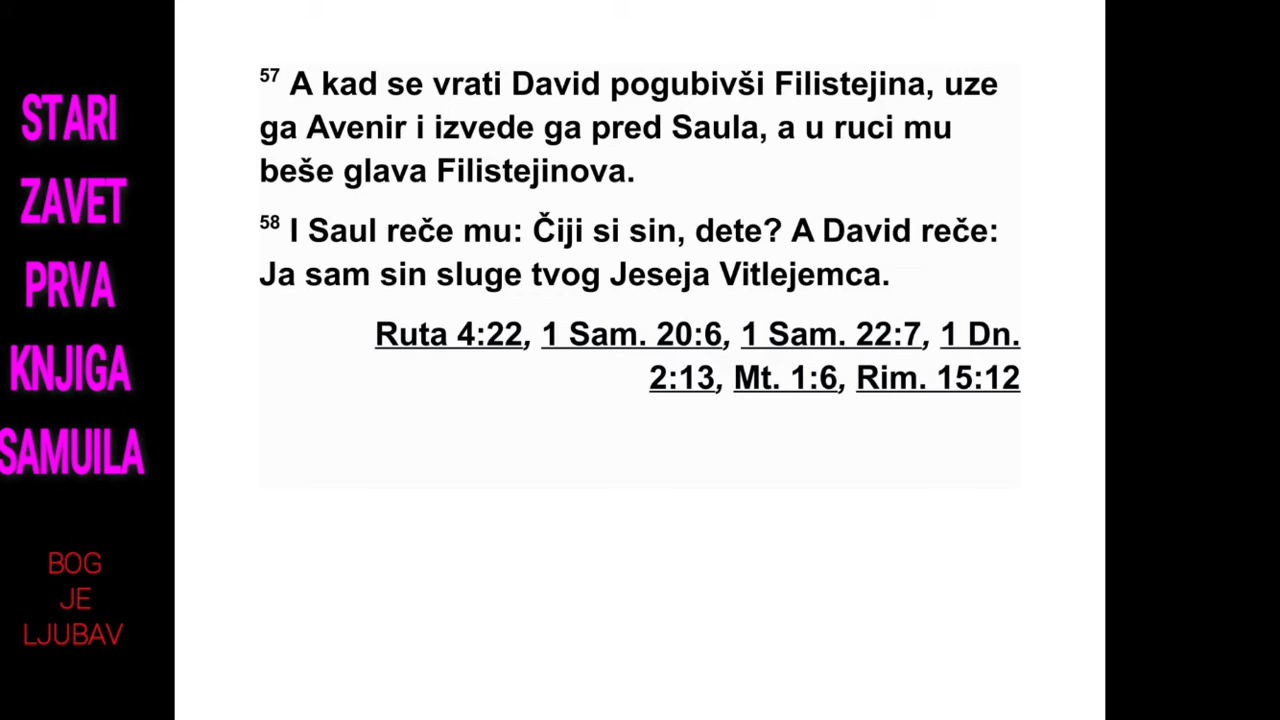 STARI
ZAVET
PRVA
KNJIGA
SAMUILA
BOG
JE
LJUBAV
57 A kad se vrati David pogubivši Filistejina, uze
ga Avenir i izvede ga pred Saula, a u ruci mu
beše glava Filistejinova.
58 I Saul reče mu: Čiji si sin, dete? A David reče:
Ja sam sin sluge tvog Jeseja Vitlejemca.
Ruta 4:22, 1 Sam. 20:6, 1 Sam. 22:7, 1 Dn.
2:13, Mt. 1:6, Rim. 15:12